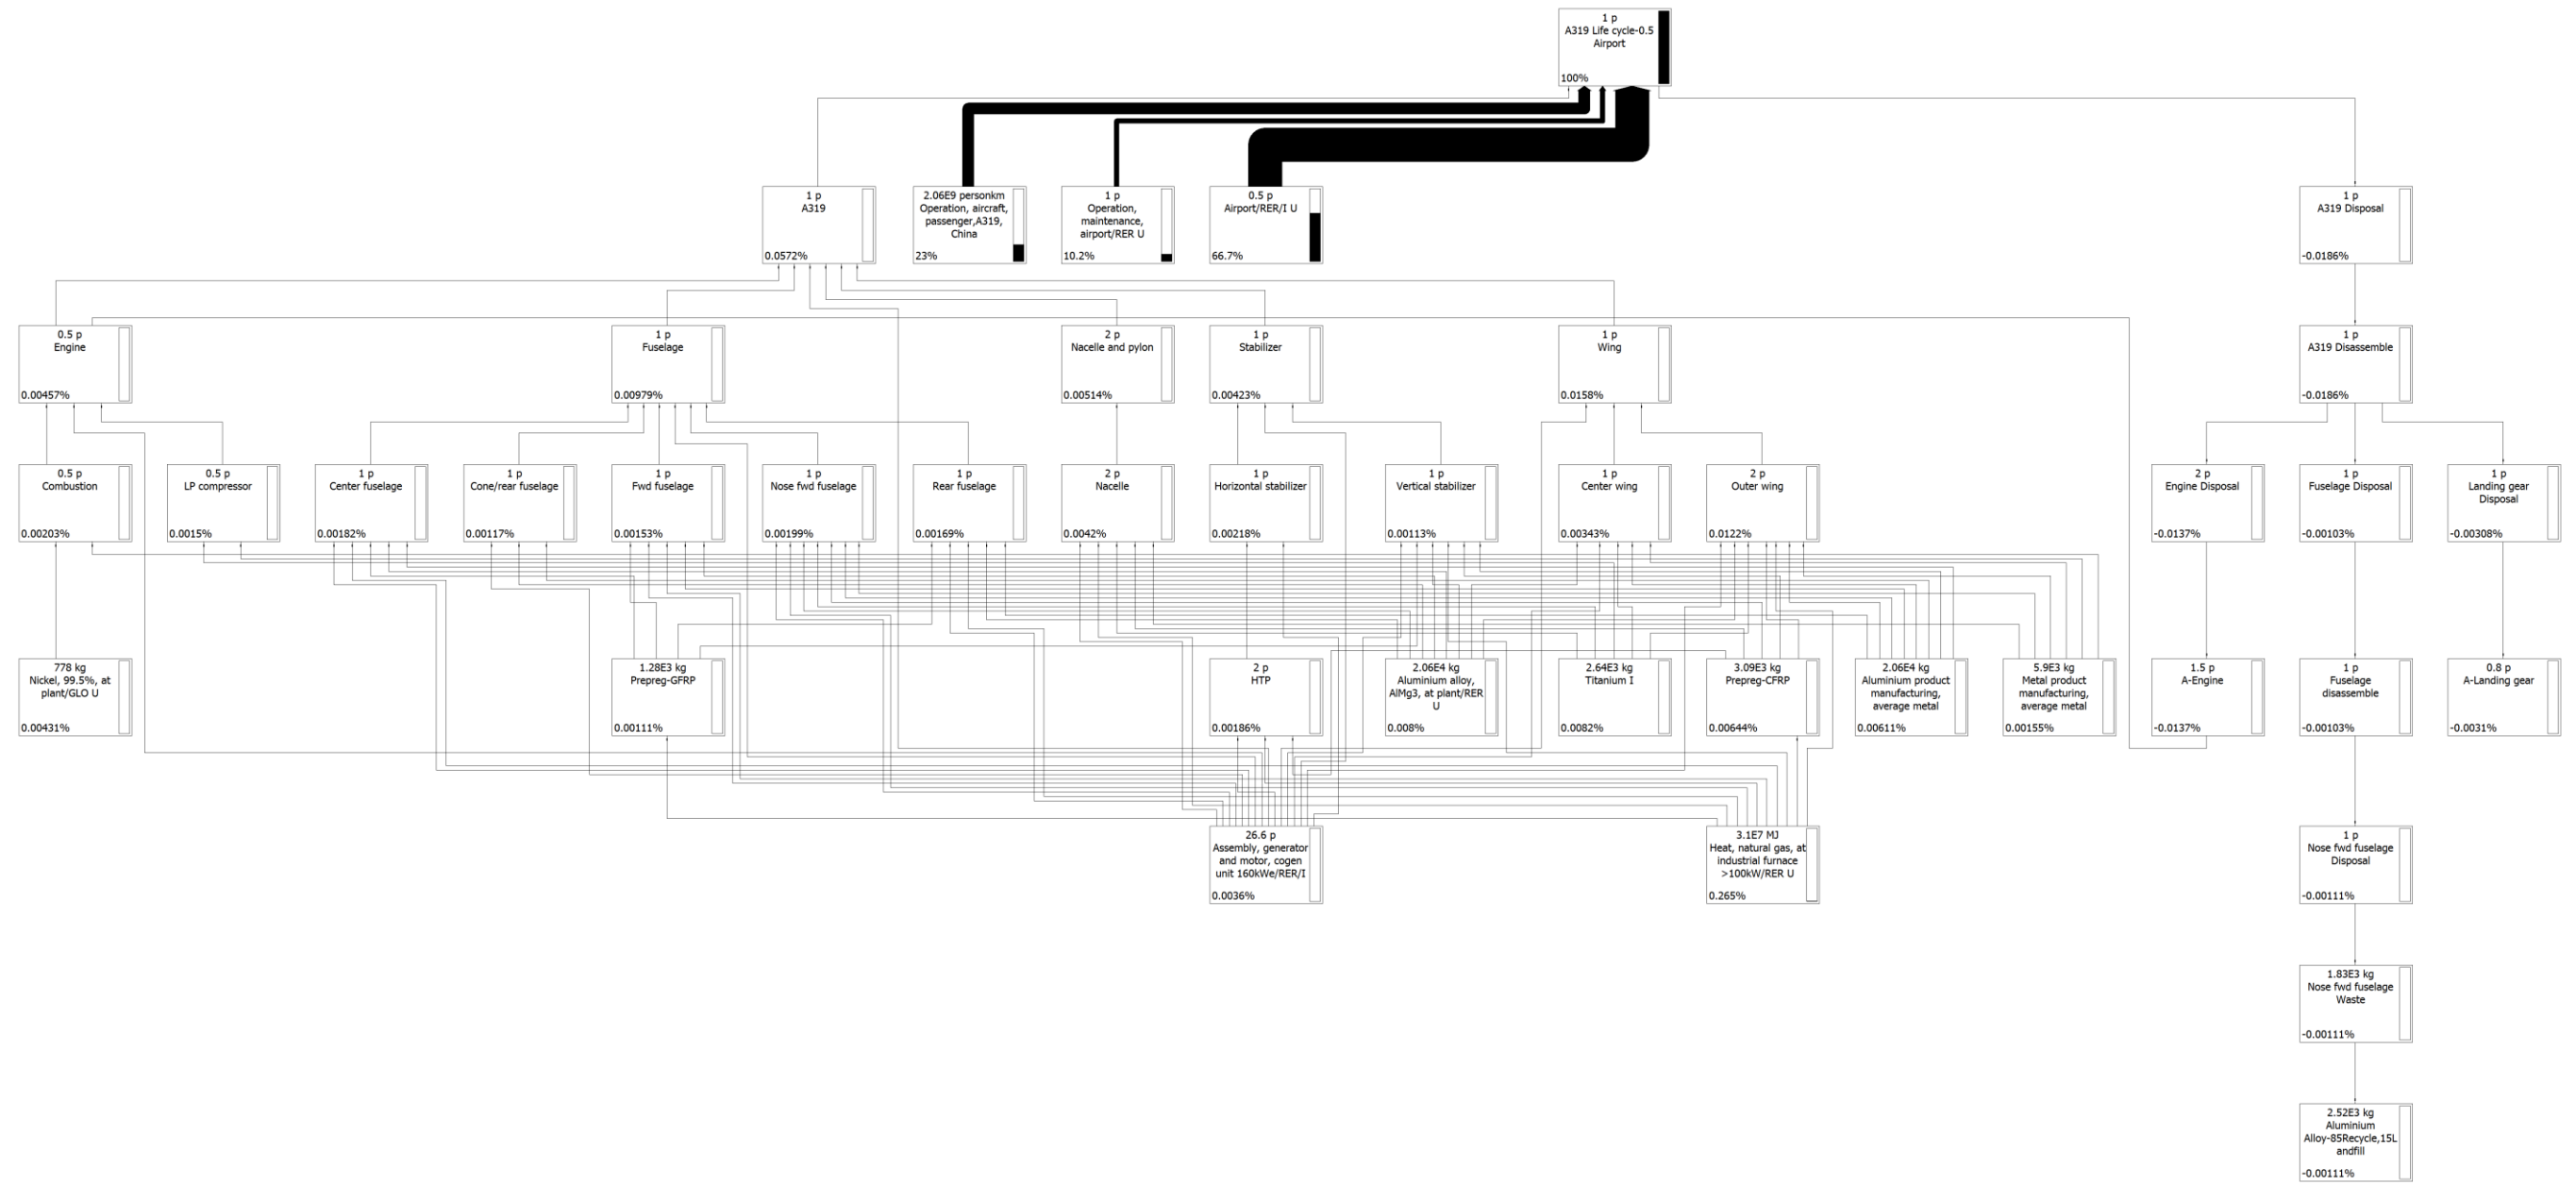 1 p
A319 Life cycle-0.5
Airport
100%
1 p
A319
0.0572%
2.06E9 personkm
Operation, aircraft,
passenger,A319,
China
23%
1 p
Operation,
maintenance,
airport/RER U
10.2%
0.5 p
Airport/RER/I U
66.7%
1 p
A319 Disposal
-0.0186%
0.5 p
Engine
0.00457%
1 p
Fuselage
0.00979%
2 p
Nacelle and pylon
0.00514%
1 p
Stabilizer
0.00423%
1 p
Wing
0.0158%
1 p
A319 Disassemble
-0.0186%
0.5 p
Combustion
0.00203%
0.5 p
LP compressor
0.0015%
1 p
Center fuselage
0.00182%
1 p
Cone/rear fuselage
0.00117%
1 p
Fwd fuselage
0.00153%
1 p
Nose fwd fuselage
0.00199%
1 p
Rear fuselage
0.00169%
2 p
Nacelle
0.0042%
1 p
Horizontal stabilizer
0.00218%
1 p
Vertical stabilizer
0.00113%
1 p
Center wing
0.00343%
2 p
Outer wing
0.0122%
2 p
Engine Disposal
-0.0137%
1 p
Fuselage Disposal
-0.00103%
1 p
Landing gear
Disposal
-0.00308%
778 kg
Nickel, 99.5%, at
plant/GLO U
0.00431%
1.28E3 kg
Prepreg-GFRP
0.00111%
2 p
HTP
0.00186%
2.06E4 kg
Aluminium alloy,
AlMg3, at plant/RER
U
0.008%
2.64E3 kg
Titanium I
0.0082%
3.09E3 kg
Prepreg-CFRP
0.00644%
2.06E4 kg
Aluminium product
manufacturing,
average metal
0.00611%
5.9E3 kg
Metal product
manufacturing,
average metal
0.00155%
1.5 p
A-Engine
-0.0137%
1 p
Fuselage
disassemble
-0.00103%
0.8 p
A-Landing gear
-0.0031%
26.6 p
Assembly, generator
and motor, cogen
unit 160kWe/RER/I
0.0036%
3.1E7 MJ
Heat, natural gas, at
industrial furnace
>100kW/RER U
0.265%
1 p
Nose fwd fuselage
Disposal
-0.00111%
1.83E3 kg
Nose fwd fuselage
Waste
-0.00111%
2.52E3 kg
Aluminium
Alloy-85Recycle,15L
andfill
-0.00111%